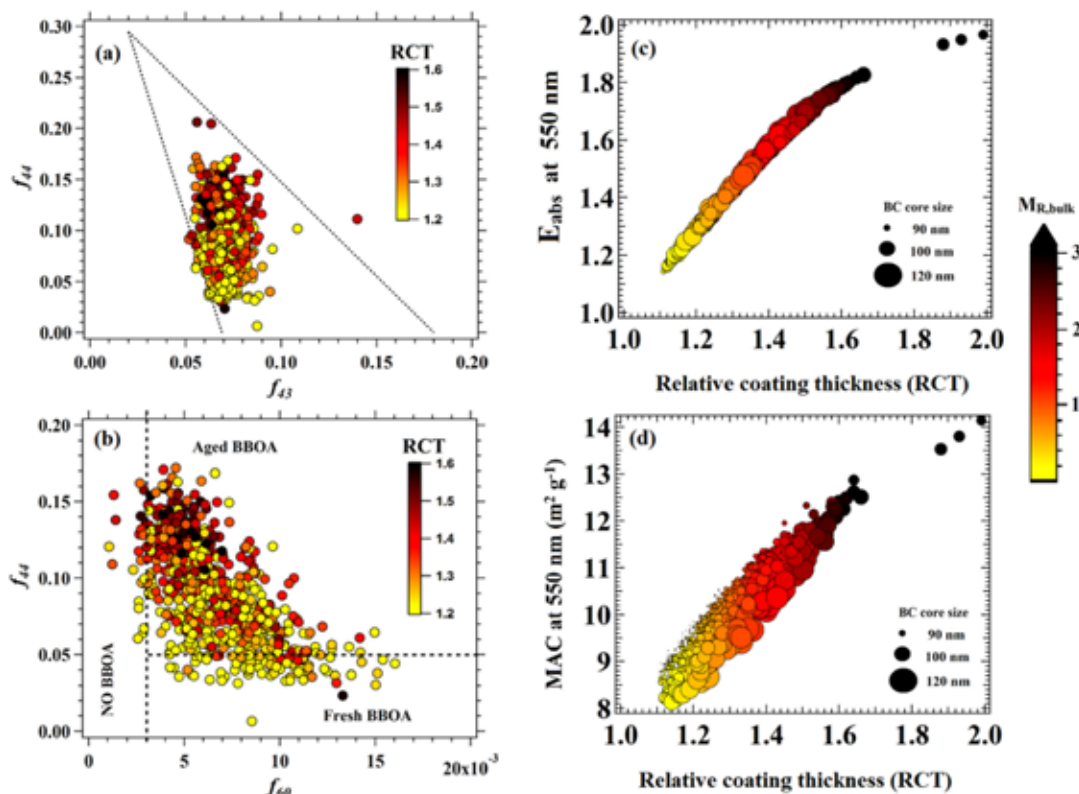 (a)
RCT
1.6
1.5
1.4
1.3
1.2
0.30
0.25
0.20
0.15
0.10
0.05
0.00
f44
0.00
0.05
0.10
0.15
0.20
f43
(b)
Aged BBOA
RCT
1.6
1.4
1.2
0.20
0.15
0.10
0.05
0.00
f44
NO BBOA
Fresh BBOA
0
5
10
15
20x10⁻³
f60
(c)
2.0
1.8
1.6
1.4
1.2
1.0
Eabs at 550 nm
BC core size
90 nm
100 nm
120 nm
1.0
1.2
1.4
1.6
1.8
2.0
Relative coating thickness (RCT)
MR,bulk
3
2
1
(d)
14
13
12
11
10
9
8
MAC at 550 nm (m² g⁻¹)
BC core size
90 nm
100 nm
120 nm
1.0
1.2
1.4
1.6
1.8
2.0
Relative coating thickness (RCT)